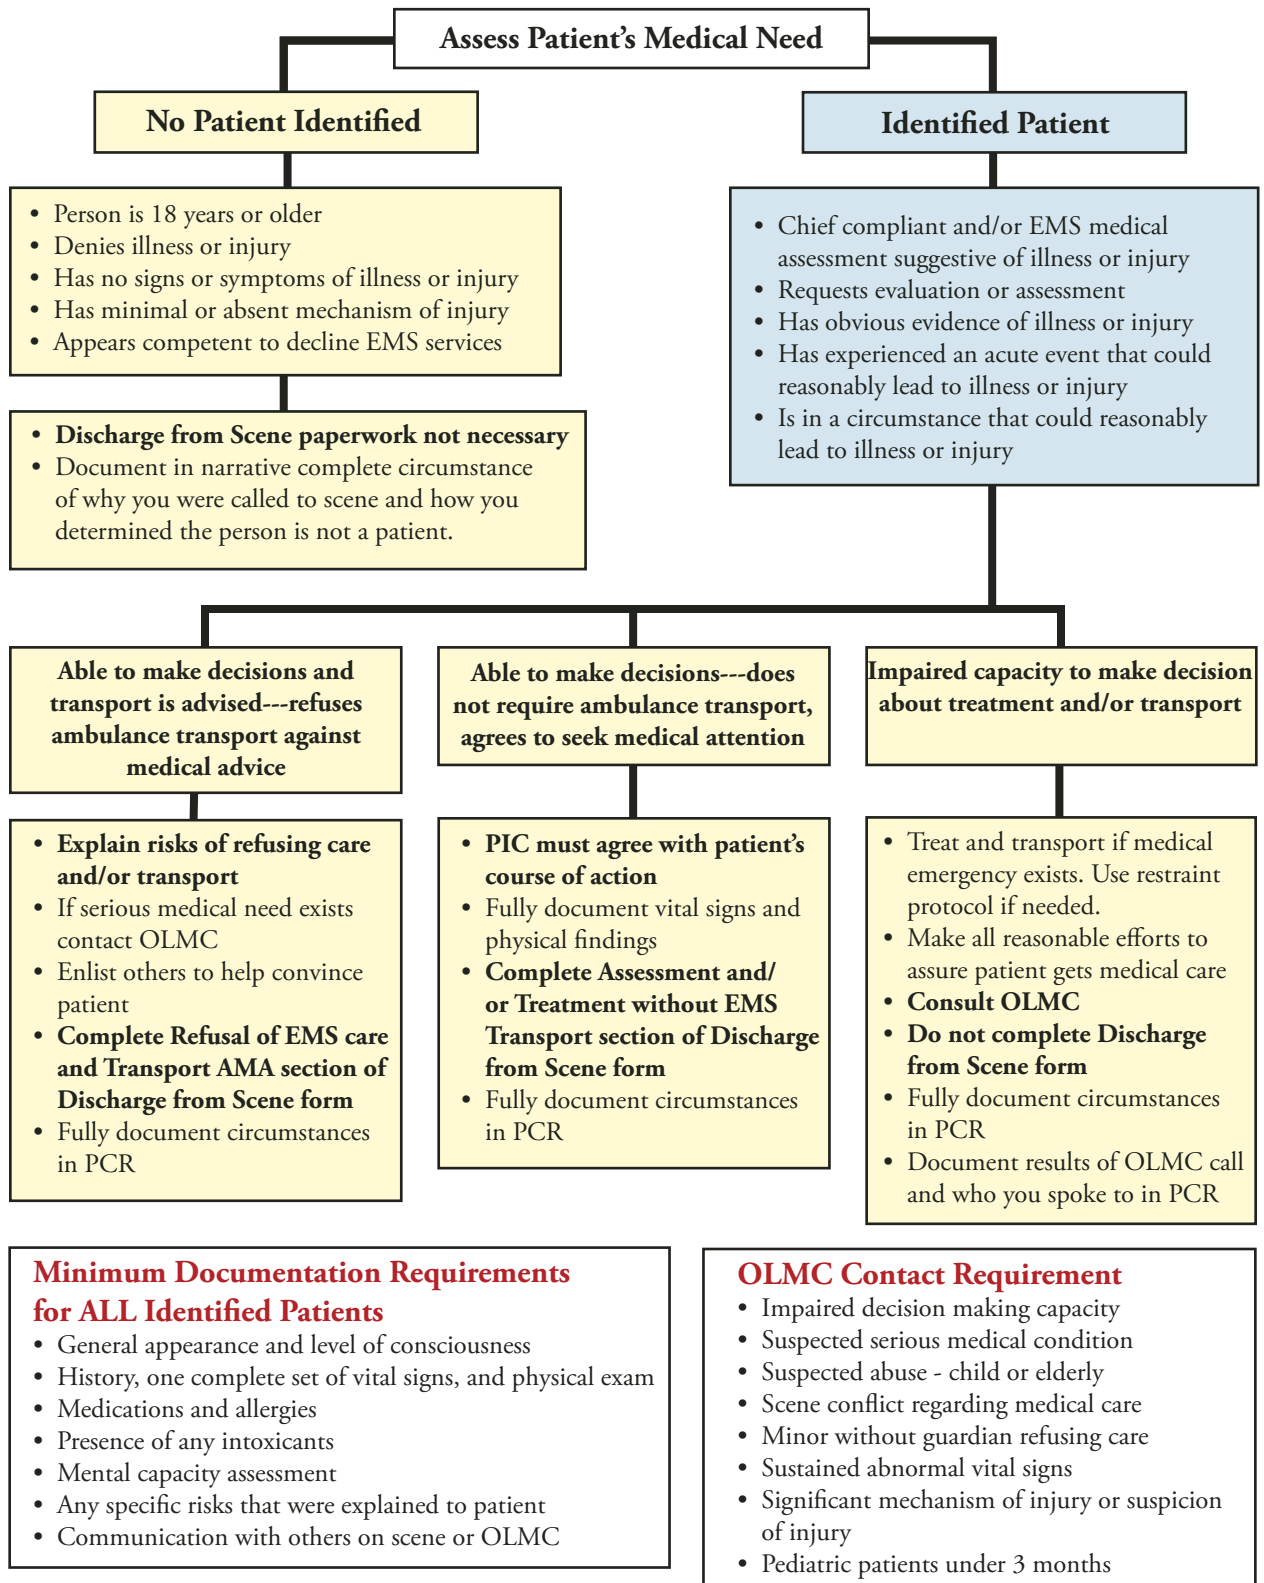 Assess Patient's Medical Need
No Patient Identified
• Person is 18 years or older
• Denies illness or injury
• Has no signs or symptoms of illness or injury
• Has minimal or absent mechanism of injury
• Appears competent to decline EMS services
• Discharge from Scene paperwork not necessary
• Document in narrative complete circumstance
of why you were called to scene and how you
determined the person is not a patient.
Identified Patient
• Chief compliant and/or EMS medical
assessment suggestive of illness or injury
• Requests evaluation or assessment
• Has obvious evidence of illness or injury
• Has experienced an acute event that could
reasonably lead to illness or injury
• Is in a circumstance that could reasonably
lead to illness or injury
Able to make decisions and
transport is advised---refuses
ambulance transport against
medical advice
• Explain risks of refusing care
and/or transport
• If serious medical need exists
contact OLMC
• Enlist others to help convince
patient
• Complete Refusal of EMS care
and Transport AMA section of
Discharge from Scene form
• Fully document circumstances
in PCR
Able to make decisions---does
not require ambulance transport,
agrees to seek medical attention
• PIC must agree with patient's
course of action
• Fully document vital signs and
physical findings
• Complete Assessment and/
or Treatment without EMS
Transport section of Discharge
from Scene form
• Fully document circumstances
in PCR
Impaired capacity to make decision
about treatment and/or transport
• Treat and transport if medical
emergency exists. Use restraint
protocol if needed.
• Make all reasonable efforts to
assure patient gets medical care
• Consult OLMC
• Do not complete Discharge
from Scene form
• Fully document circumstances
in PCR
• Document results of OLMC call
and who you spoke to in PCR
Minimum Documentation Requirements
for ALL Identified Patients
• General appearance and level of consciousness
• History, one complete set of vital signs, and physical exam
• Medications and allergies
• Presence of any intoxicants
• Mental capacity assessment
• Any specific risks that were explained to patient
• Communication with others on scene or OLMC
OLMC Contact Requirement
• Impaired decision making capacity
• Suspected serious medical condition
• Suspected abuse - child or elderly
• Scene conflict regarding medical care
• Minor without guardian refusing care
• Sustained abnormal vital signs
• Significant mechanism of injury or suspicion
of injury
• Pediatric patients under 3 months